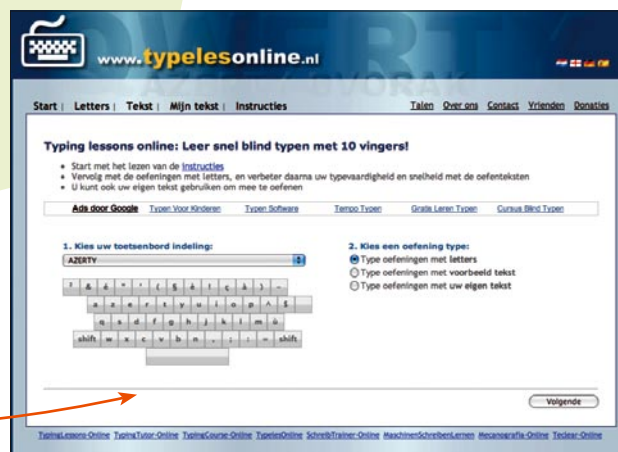 www.typelesonline.nl
QWERTY
AZERTY DVORAK
Start | Letters | Tekst | Mijn tekst | Instructies
Talen Over ons Contact Vrienden Donaties
Typing lessons online: Leer snel blind typen met 10 vingers!
Start met het lezen van de instructies
Vervolg met de oefeningen met letters, en verbeter daarna uw typevaardigheid en snelheid met de oefenteksten
U kunt ook uw eigen tekst gebruiken om mee te oefenen
Ads door Google Typen Voor Kinderen Typen Software Tempo Typen Gratis Leren Typen Cursus Blind Typen
1. Kies uw toetsenbord indeling:
AZERTY
² & é " ' ( § è ! ç à ) -
a z e r t y u i o p ^ $
q s d f g h j k l m ù
shift w x c v b n , ; : = shift
2. Kies een oefening type:
Type oefeningen met letters
Type oefeningen met voorbeeld tekst
Type oefeningen met uw eigen tekst
Volgende
TypingLessons-Online TypingTutor-Online TypingCourse-Online TypelesOnline SchreibTrainer-Online MaschinenSchreibenLernen Mecanografia-Online Teclear-Online